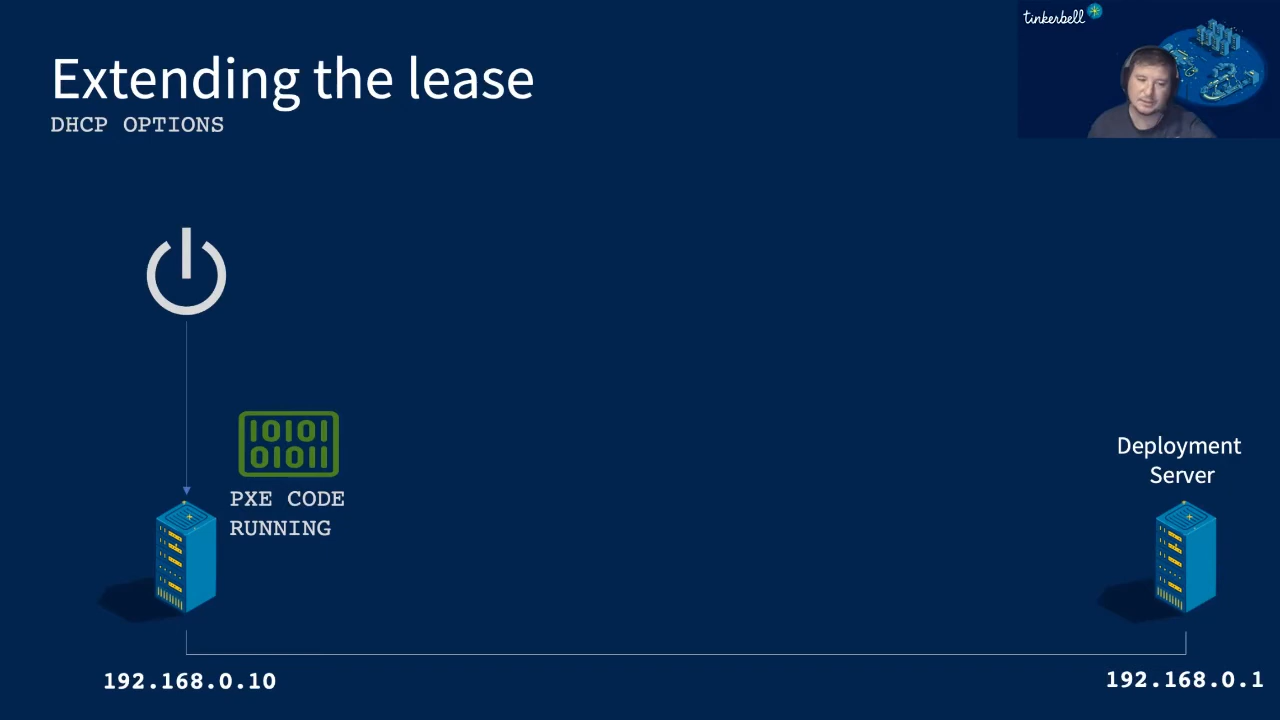 tinkerbell
Extending the lease
DHCP OPTIONS
10101
01011
PXE CODE
RUNNING
Deployment
Server
192.168.0.10
192.168.0.1